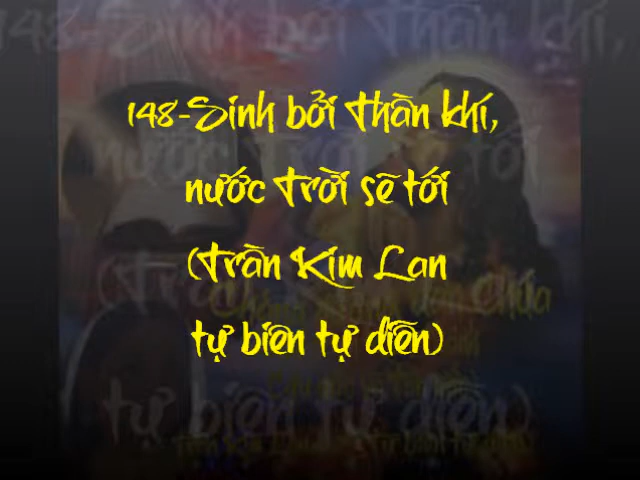 148-Sinh bởi thần khí,
nước trời sẽ tới
(Trần Kim Lan
tự biên tự diễn)